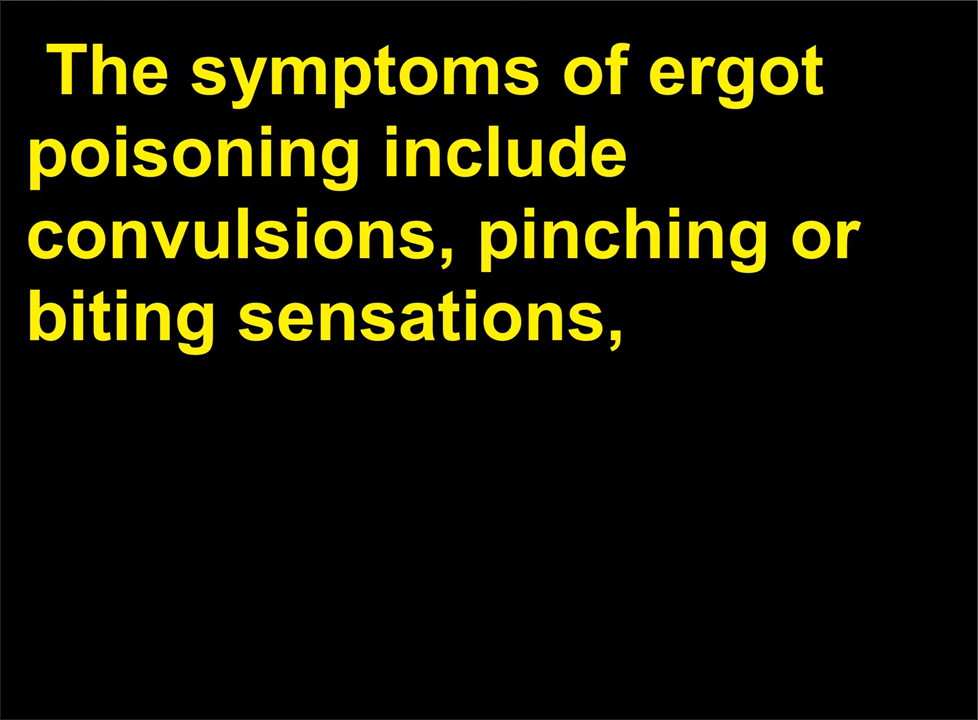 The symptoms of ergot
poisoning include
convulsions, pinching or
biting sensations,